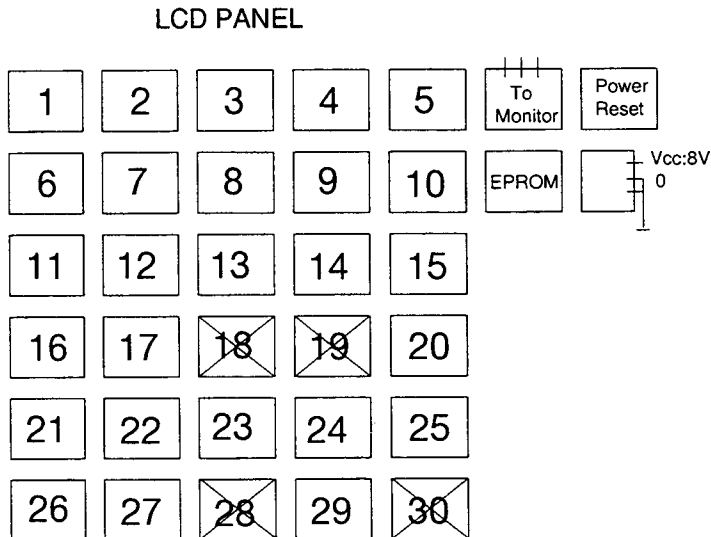 LCD PANEL
1 2 3 4 5 To Monitor Power Reset
6 7 8 9 10 EPROM Vcc:8V
0
11 12 13 14 15
16 17 18 19 20
21 22 23 24 25
26 27 28 29 30